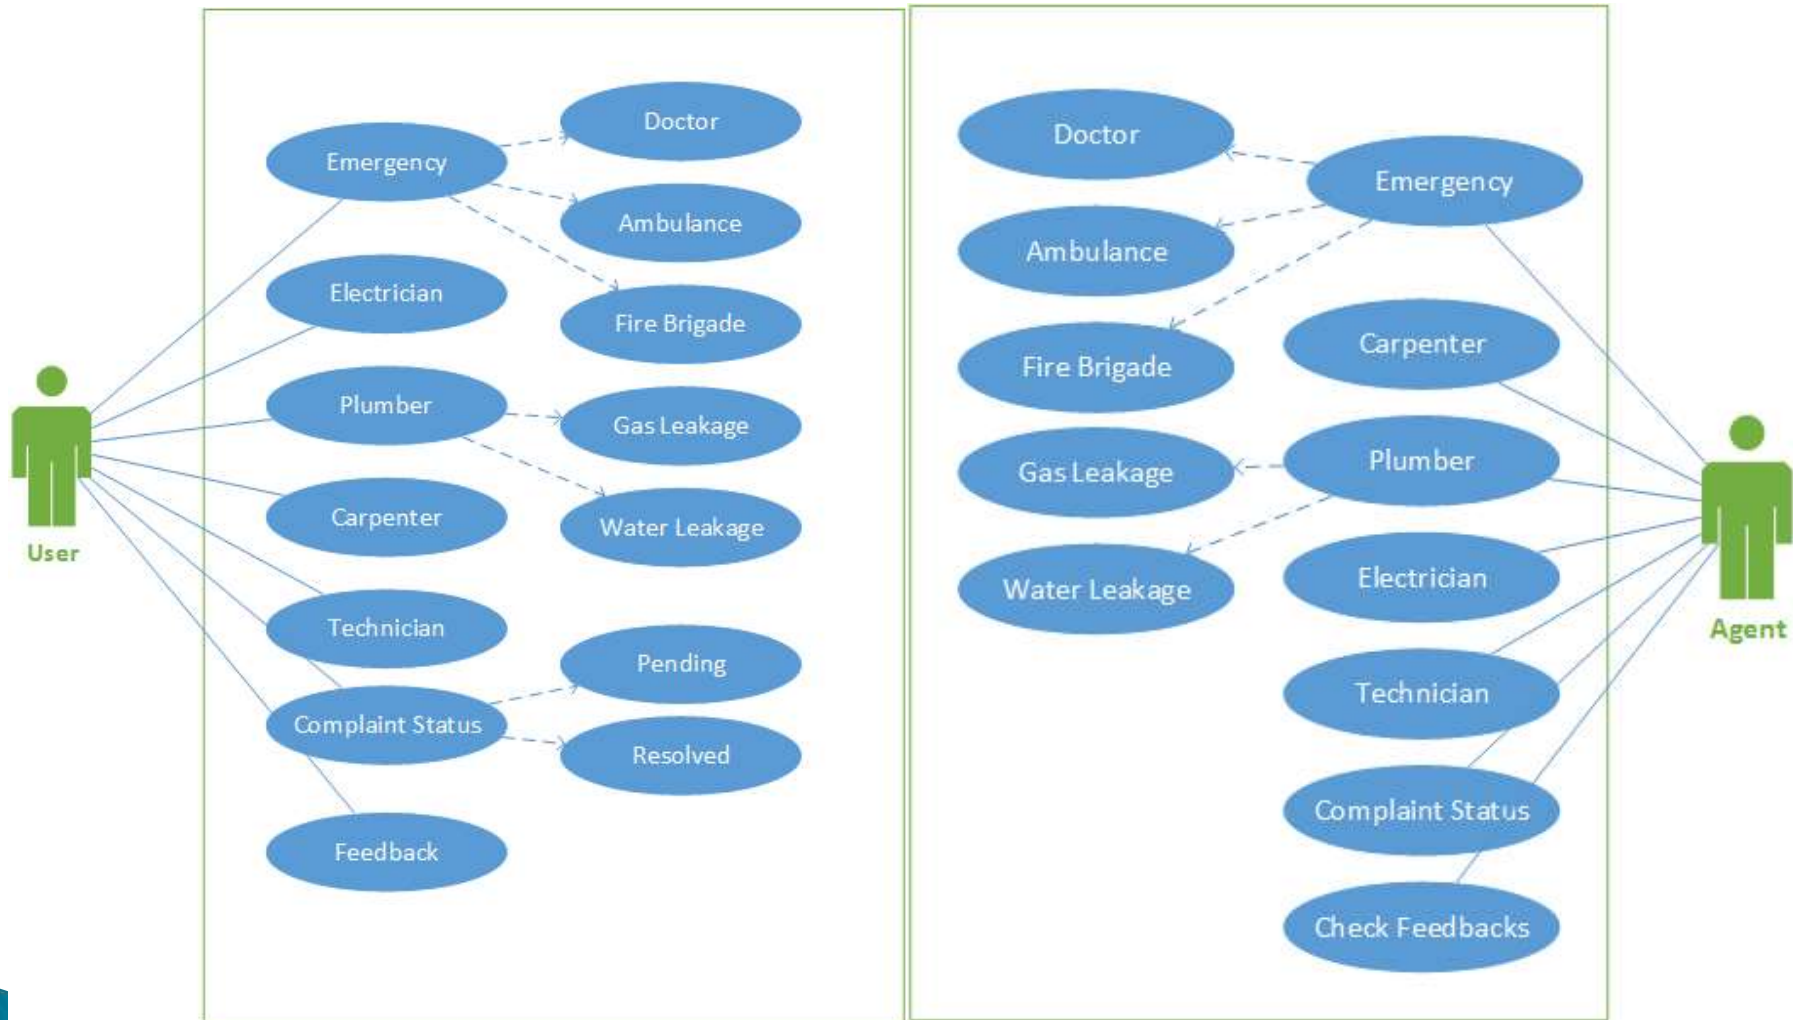 Doctor
Emergency
Ambulance
Electrician
Fire Brigade
Plumber
Gas Leakage
Carpenter
Water Leakage
User
Technician
Pending
Complaint Status
Resolved
Feedback
Doctor
Emergency
Ambulance
Carpenter
Fire Brigade
Plumber
Gas Leakage
Electrician
Water Leakage
Agent
Technician
Complaint Status
Check Feedbacks